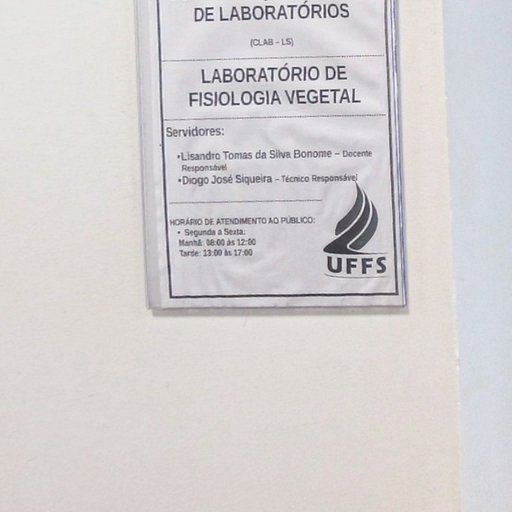 DE LABORATÓRIOS
(CLAB - LS)
LABORATÓRIO DE
FISIOLOGIA VEGETAL
Servidores:
•Lisandro Tomas da Silva Bonome – Docente
Responsável
•Diogo José Siqueira – Técnico Responsável
HORÁRIO DE ATENDIMENTO AO PÚBLICO:
• Segunda a Sexta:
Manhã: 08:00 às 12:00
Tarde: 13:00 às 17:00
UFFS